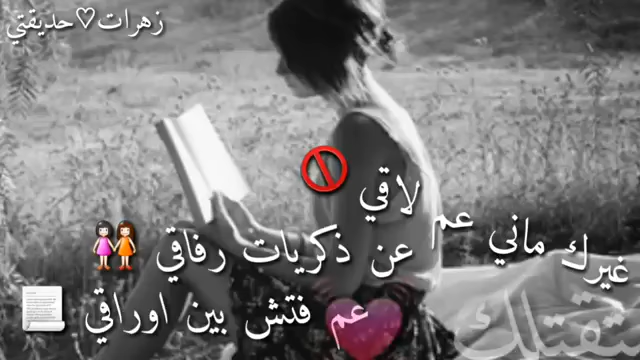 زهرات♡حديقتي
غيرك ماني عم لاقي 🚫
عن ذكريات رفاقي 👭
عم فتش بين اوراقي 📃